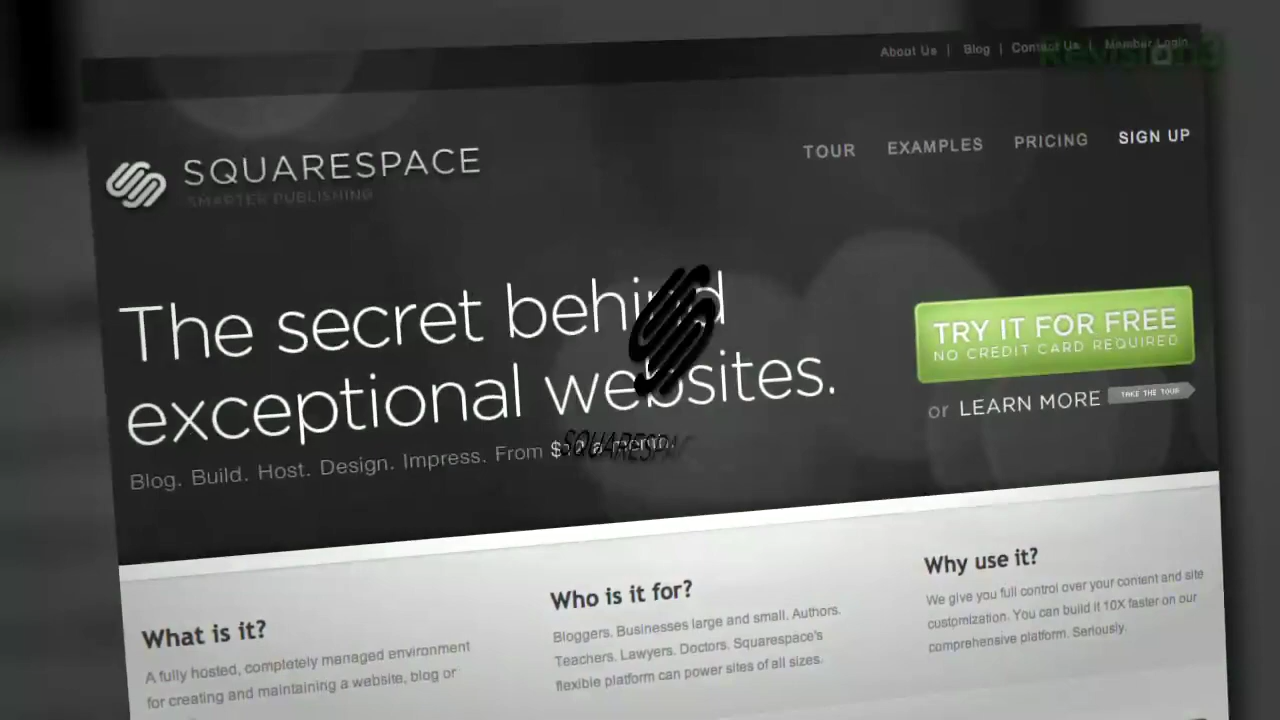 About Us | Blog | Contact Us | Member Login
Revision3
SQUARESPACE
SMARTER PUBLISHING
TOUR EXAMPLES PRICING SIGN UP
The secret behind
exceptional websites.
Blog. Build. Host. Design. Impress. From
SQUARESPAC
TRY IT FOR FREE
NO CREDIT CARD REQUIRED
or LEARN MORE TAKE THE TOUR
What is it?
A fully hosted, completely managed environment
for creating and maintaining a website, blog or
Who is it for?
Bloggers. Businesses large and small. Authors.
Teachers. Lawyers. Doctors. Squarespace's
flexible platform can power sites of all sizes.
Why use it?
We give you full control over your content and site
customization. You can build it 10X faster on our
comprehensive platform. Seriously.